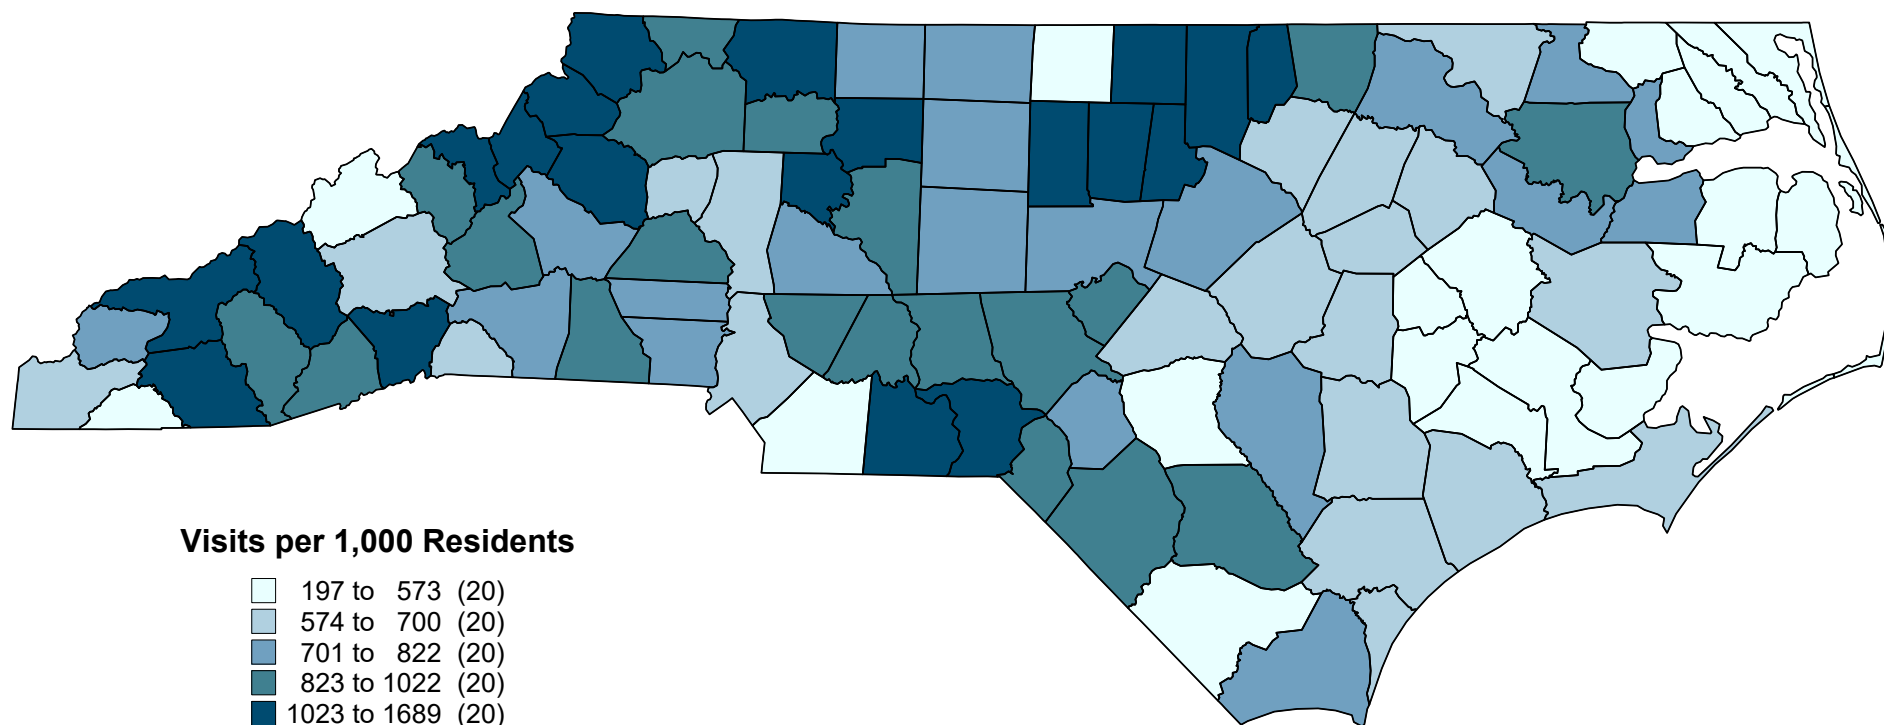 Visits per 1,000 Residents
197 to 573 (20)
574 to 700 (20)
701 to 822 (20)
823 to 1022 (20)
1023 to 1689 (20)